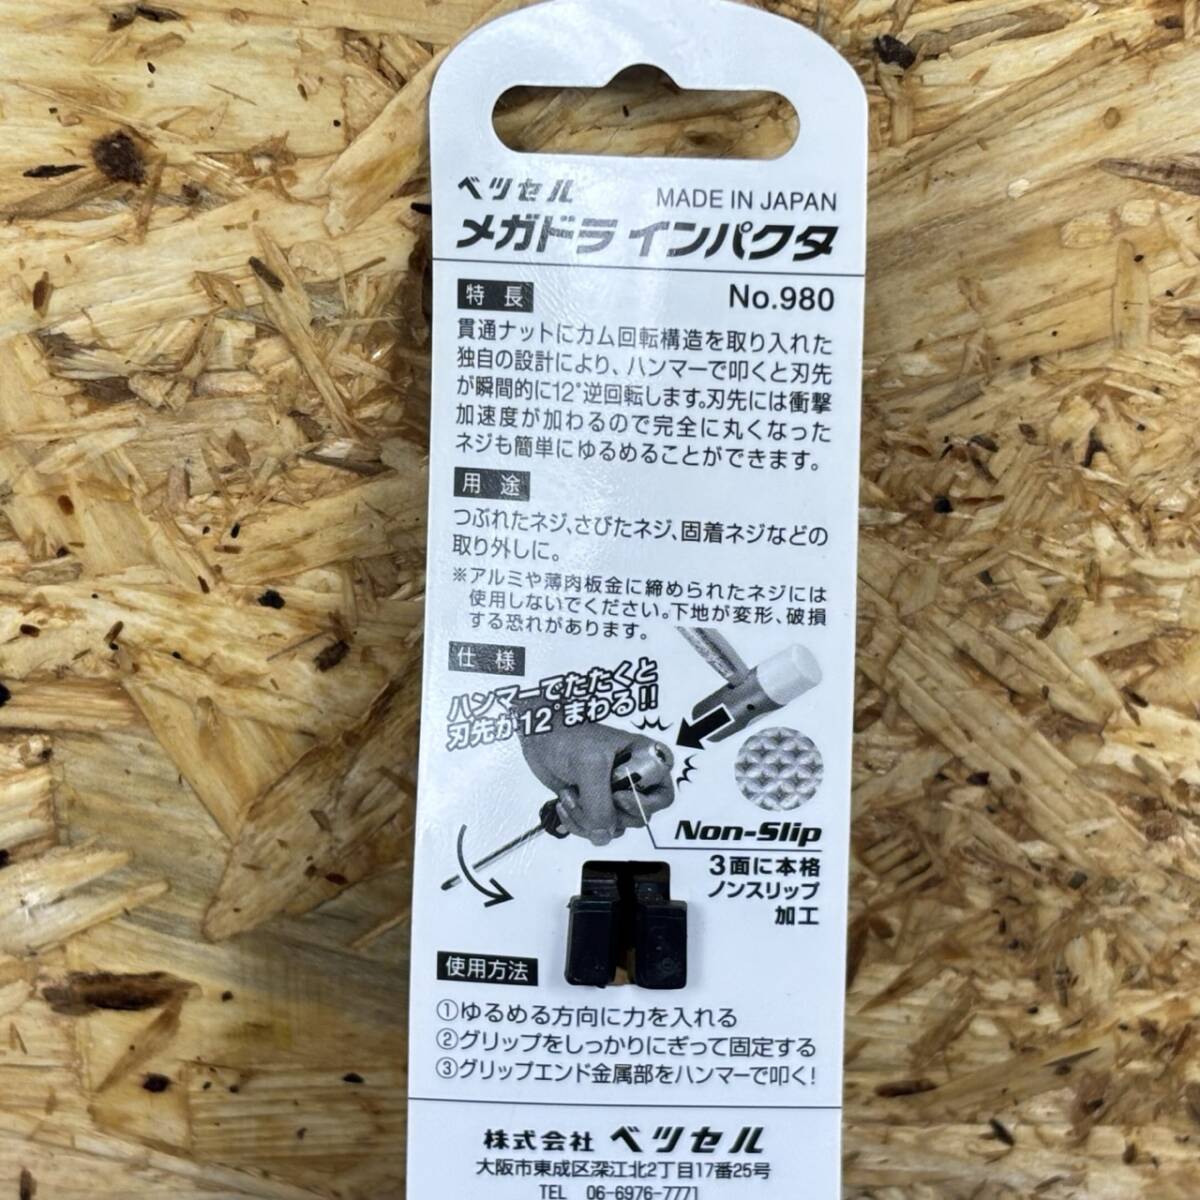 ベッセル
MADE IN JAPAN
メガドラ インパクタ
特長
No.980
貫通ナットにカム回転構造を取り入れた
独自の設計により、ハンマーで叩くと刃先
が瞬間的に12°逆回転します。刃先には衝撃
加速度が加わるので完全に丸くなった
ネジも簡単にゆるめることができます。
用途
つぶれたネジ、さびたネジ、固着ネジなどの
取り外しに。
※アルミや薄肉板金に締められたネジには
使用しないでください。下地が変形、破損
する恐れがあります。
仕様
ハンマーでたたくと
刃先が12°まわる!!
Non-Slip
3面に本格
ノンスリップ
加工
使用方法
①ゆるめる方向に力を入れる
②グリップをしっかりにぎって固定する
③グリップエンド金属部をハンマーで叩く!
株式会社 ベッセル
大阪市東成区深江北2丁目17番25号
TEL 06-6976-7771